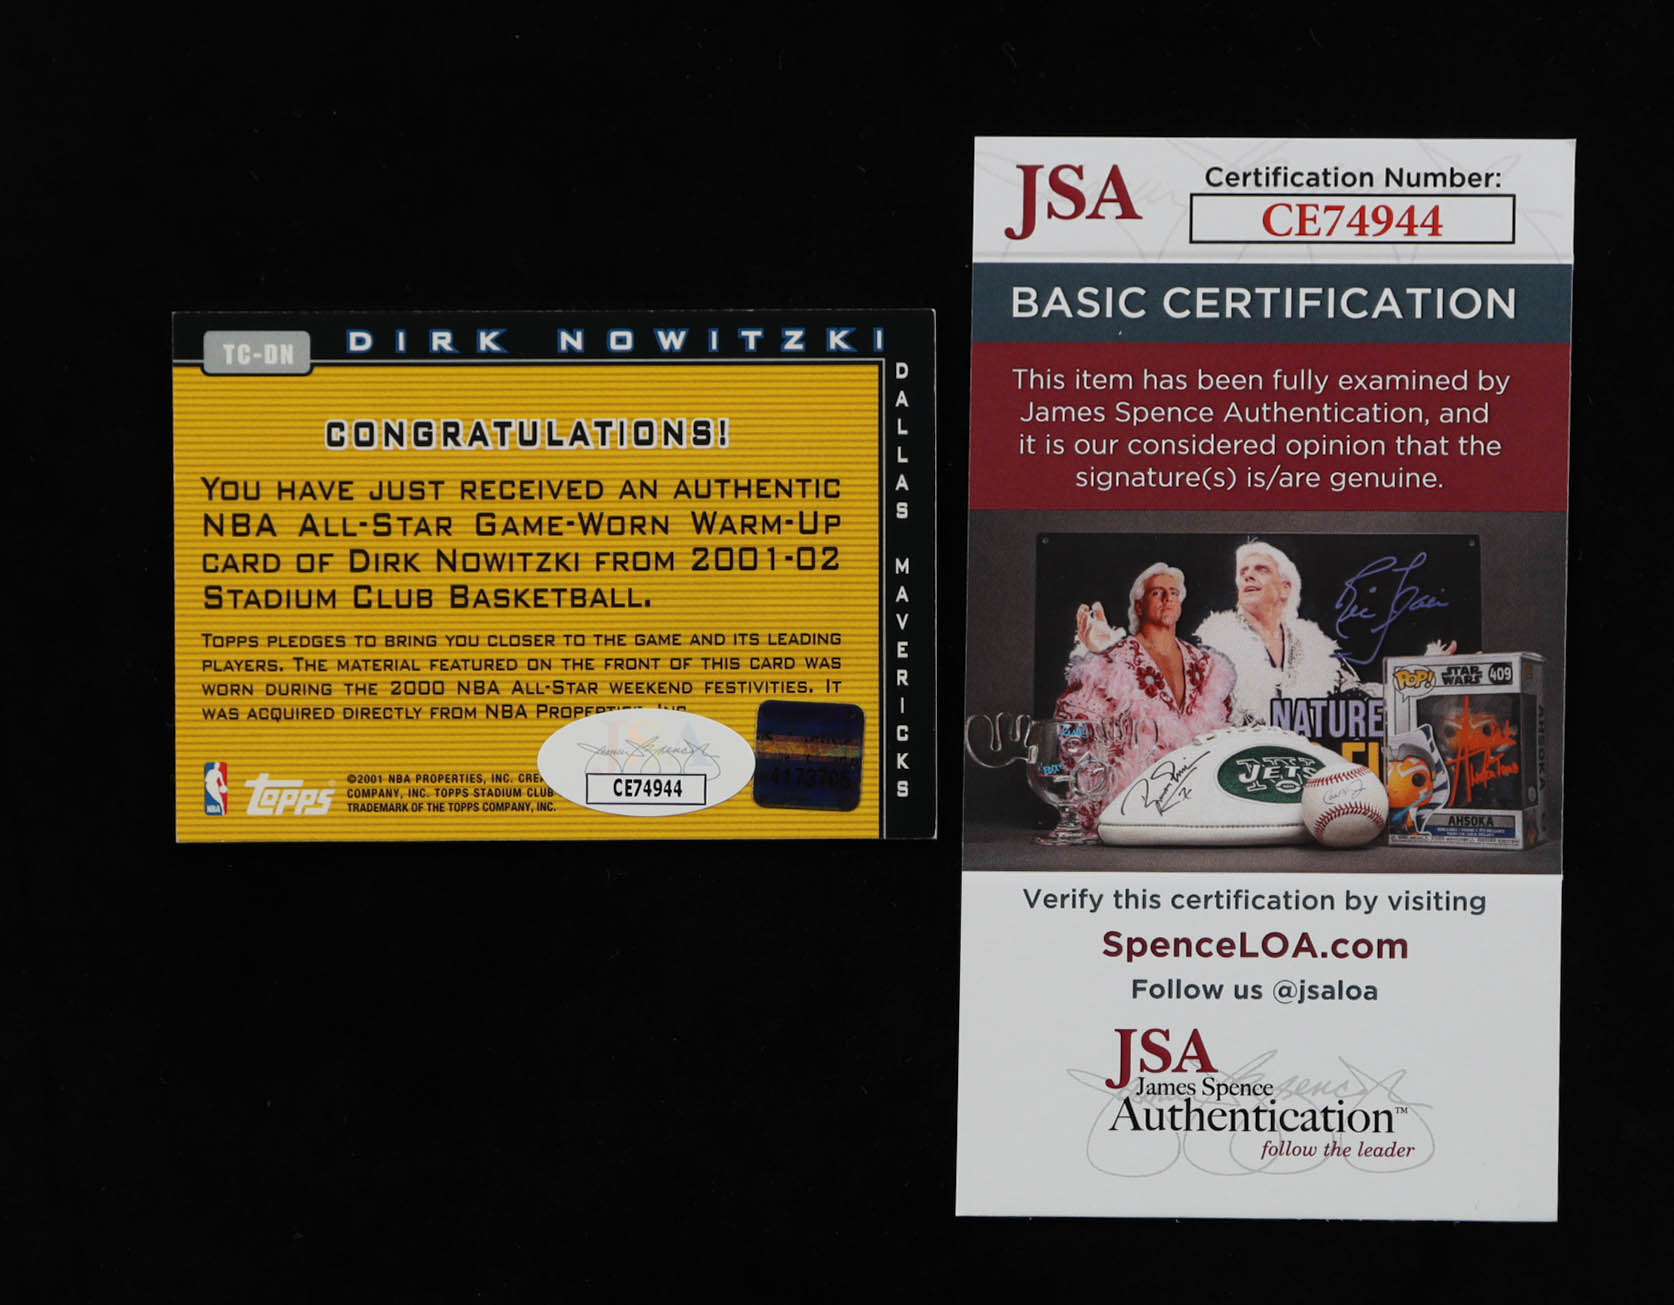 TC-DN
DIRK NOWITZKI
DALLAS MAVERICKS
CONGRATULATIONS!
YOU HAVE JUST RECEIVED AN AUTHENTIC
NBA ALL-STAR GAME-WORN WARM-UP
CARD OF DIRK NOWITZKI FROM 2001-02
STADIUM CLUB BASKETBALL.
TOPPS PLEDGES TO BRING YOU CLOSER TO THE GAME AND ITS LEADING
PLAYERS. THE MATERIAL FEATURED ON THE FRONT OF THIS CARD WAS
WORN DURING THE 2000 NBA ALL-STAR WEEKEND FESTIVITIES. IT
WAS ACQUIRED DIRECTLY FROM NBA
NBA
topps
©2001 NBA PROPERTIES, INC.
COMPANY, INC. TOPPS STADIUM CLUB
TRADEMARK OF THE TOPPS COMPANY, INC.
JSA
CE74944
JSA
Certification Number:
CE74944
BASIC CERTIFICATION
This item has been fully examined by
James Spence Authentication, and
it is our considered opinion that the
signature(s) is/are genuine.
NATURE
JETS
POP!
STAR WARS
409
AHSOKA
AHSOKA
Verify this certification by visiting
SpenceLOA.com
Follow us @jsaloa
JSA
James Spence
Authentication™
follow the leader